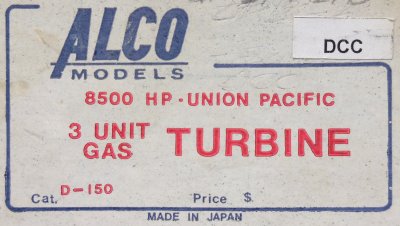 ALCO
MODELS
DCC
8500 HP · UNION PACIFIC
3 UNIT
GAS
TURBINE
Cat. D-150
Price $
MADE IN JAPAN